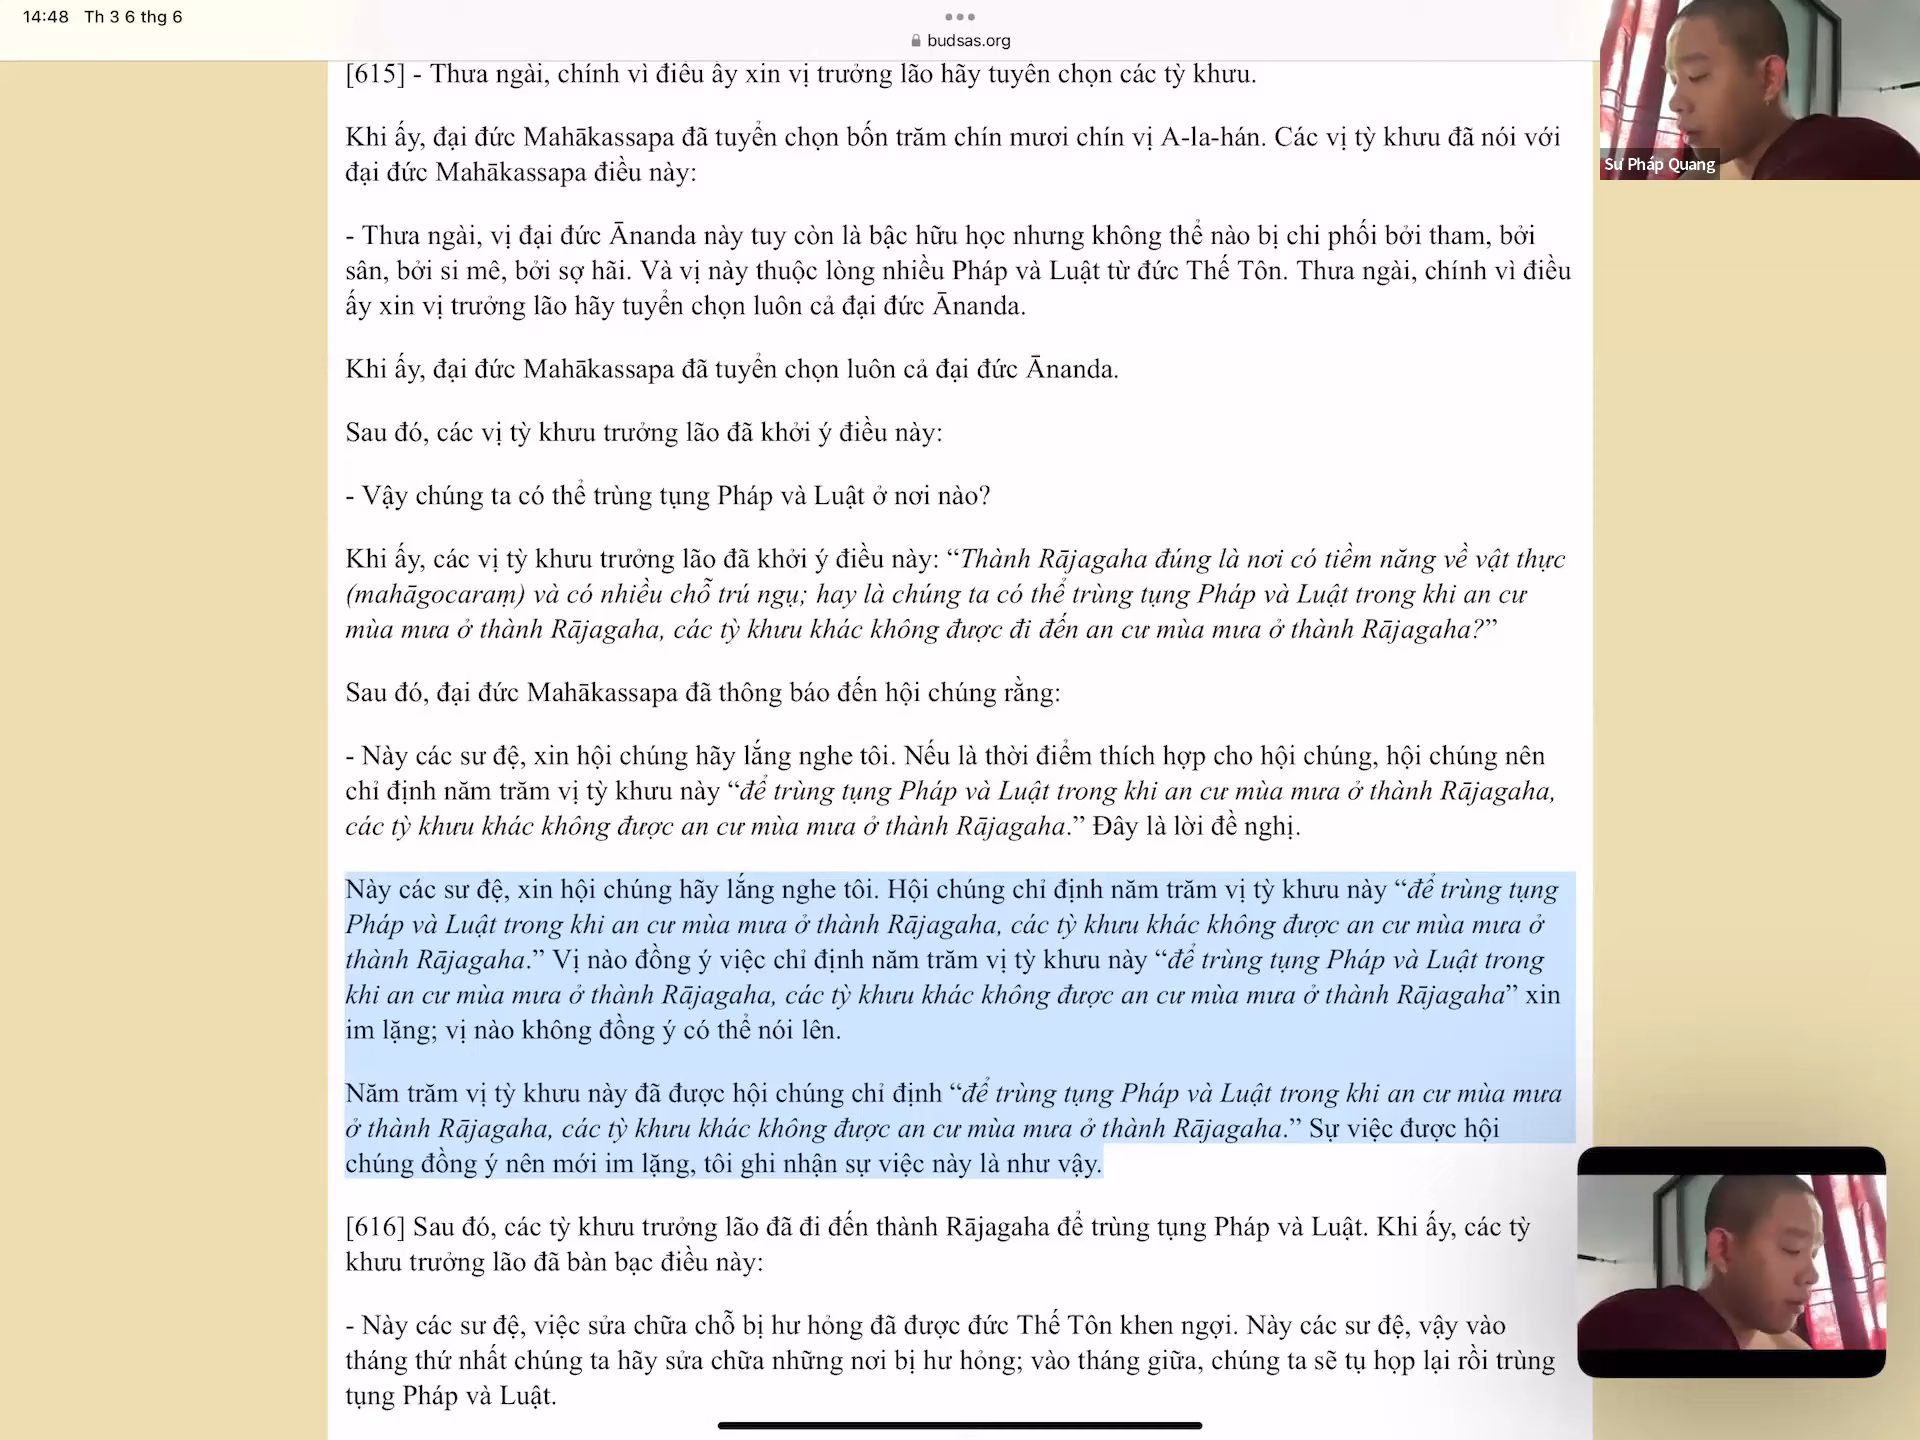 14:48 Th 3 6 thg 6
budsas.org
Sư Pháp Quang
[615] - Thưa ngài, chính vì điều ấy xin vị trưởng lão hãy tuyển chọn các tỳ khưu.
Khi ấy, đại đức Mahākassapa đã tuyển chọn bốn trăm chín mươi chín vị A-la-hán. Các vị tỳ khưu đã nói với
đại đức Mahākassapa điều này:
- Thưa ngài, vị đại đức Ānanda này tuy còn là bậc hữu học nhưng không thể nào bị chi phối bởi tham, bởi
sân, bởi si mê, bởi sợ hãi. Và vị này thuộc lòng nhiều Pháp và Luật từ đức Thế Tôn. Thưa ngài, chính vì điều
ấy xin vị trưởng lão hãy tuyển chọn luôn cả đại đức Ānanda.
Khi ấy, đại đức Mahākassapa đã tuyển chọn luôn cả đại đức Ānanda.
Sau đó, các vị tỳ khưu trưởng lão đã khởi ý điều này:
- Vậy chúng ta có thể trùng tụng Pháp và Luật ở nơi nào?
Khi ấy, các vị tỳ khưu trưởng lão đã khởi ý điều này: “Thành Rājagaha đúng là nơi có tiềm năng về vật thực
(mahāgocaraṃ) và có nhiều chỗ trú ngụ; hay là chúng ta có thể trùng tụng Pháp và Luật trong khi an cư
mùa mưa ở thành Rājagaha, các tỳ khưu khác không được đi đến an cư mùa mưa ở thành Rājagaha?”
Sau đó, đại đức Mahākassapa đã thông báo đến hội chúng rằng:
- Này các sư đệ, xin hội chúng hãy lắng nghe tôi. Nếu là thời điểm thích hợp cho hội chúng, hội chúng nên
chỉ định năm trăm vị tỳ khưu này “để trùng tụng Pháp và Luật trong khi an cư mùa mưa ở thành Rājagaha,
các tỳ khưu khác không được an cư mùa mưa ở thành Rājagaha.” Đây là lời đề nghị.
Này các sư đệ, xin hội chúng hãy lắng nghe tôi. Hội chúng chỉ định năm trăm vị tỳ khưu này “để trùng tụng
Pháp và Luật trong khi an cư mùa mưa ở thành Rājagaha, các tỳ khưu khác không được an cư mùa mưa ở
thành Rājagaha.” Vị nào đồng ý việc chỉ định năm trăm vị tỳ khưu này “để trùng tụng Pháp và Luật trong
khi an cư mùa mưa ở thành Rājagaha, các tỳ khưu khác không được an cư mùa mưa ở thành Rājagaha” xin
im lặng; vị nào không đồng ý có thể nói lên.
Năm trăm vị tỳ khưu này đã được hội chúng chỉ định “để trùng tụng Pháp và Luật trong khi an cư mùa mưa
ở thành Rājagaha, các tỳ khưu khác không được an cư mùa mưa ở thành Rājagaha.” Sự việc được hội
chúng đồng ý nên mới im lặng, tôi ghi nhận sự việc này là như vậy.
[616] Sau đó, các tỳ khưu trưởng lão đã đi đến thành Rājagaha để trùng tụng Pháp và Luật. Khi ấy, các tỳ
khưu trưởng lão đã bàn bạc điều này:
- Này các sư đệ, việc sửa chữa chỗ bị hư hỏng đã được đức Thế Tôn khen ngợi. Này các sư đệ, vậy vào
tháng thứ nhất chúng ta hãy sửa chữa những nơi bị hư hỏng; vào tháng giữa, chúng ta sẽ tụ họp lại rồi trùng
tụng Pháp và Luật.